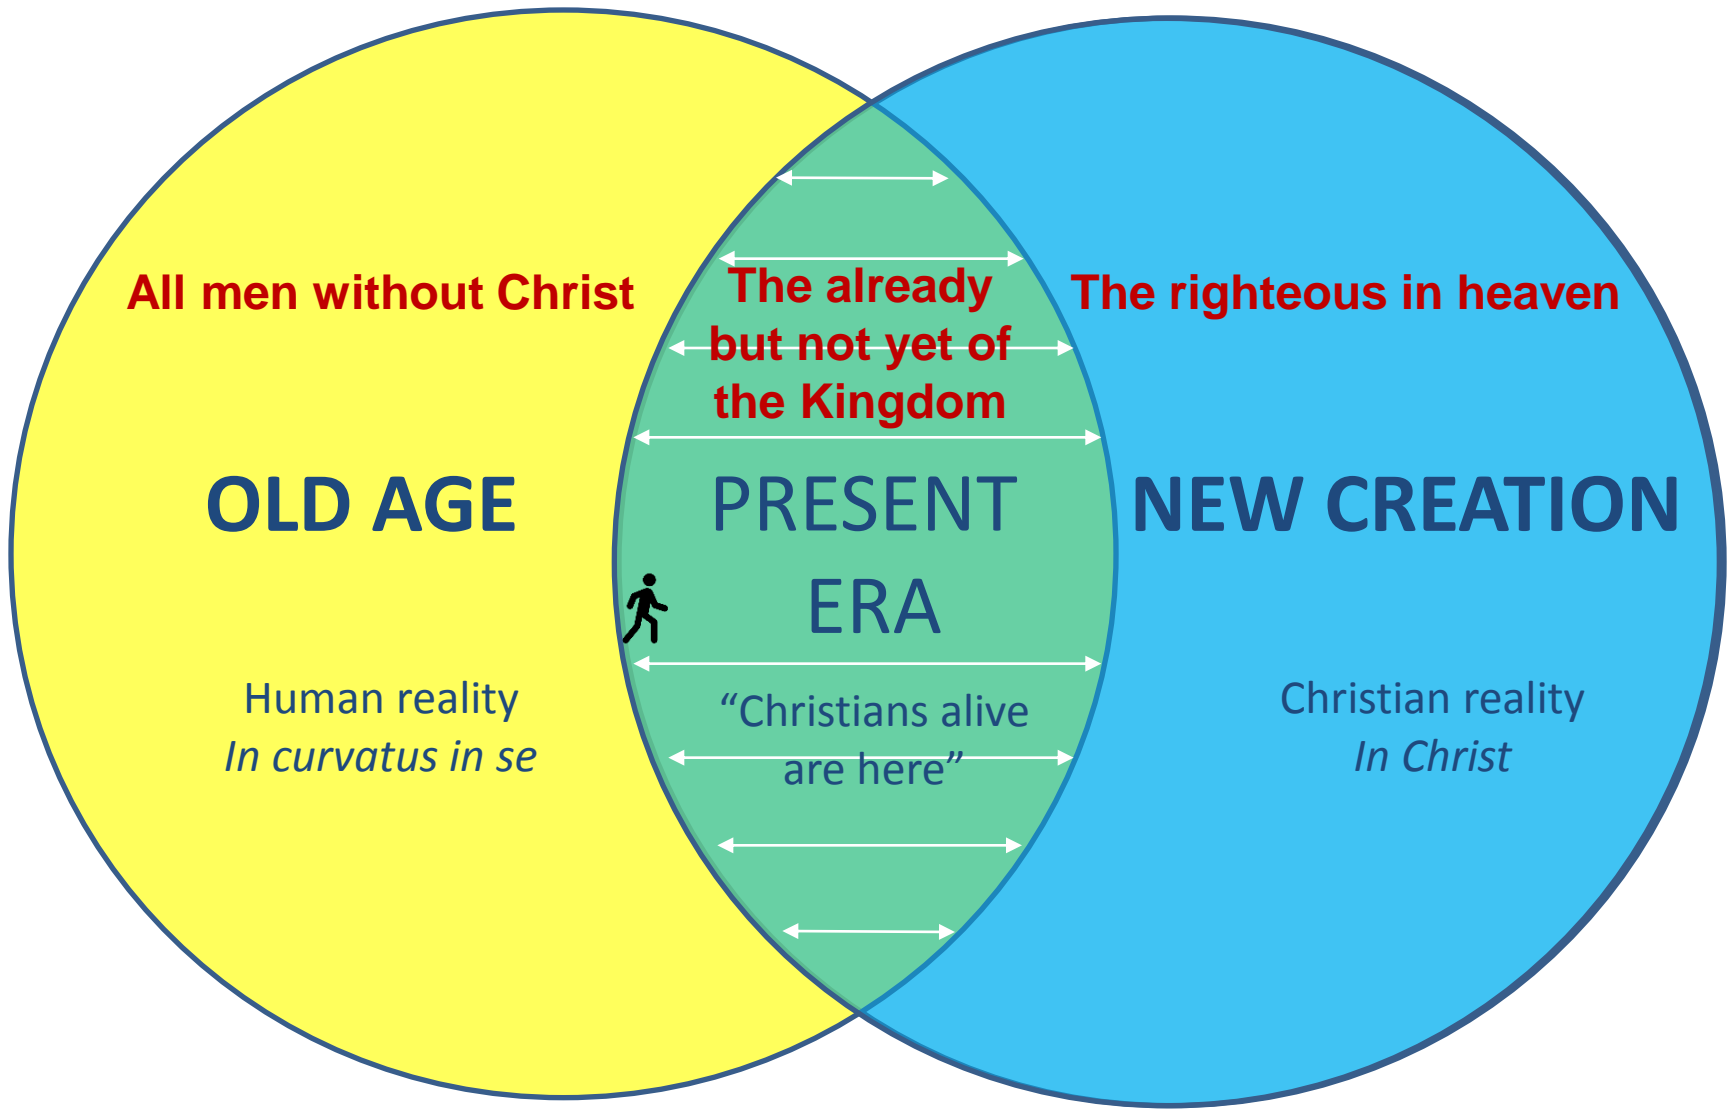 All men without Christ
OLD AGE
Human reality
In curvatus in se
The already
but not yet of
the Kingdom
PRESENT
ERA
“Christians alive
are here”
The righteous in heaven
NEW CREATION
Christian reality
In Christ